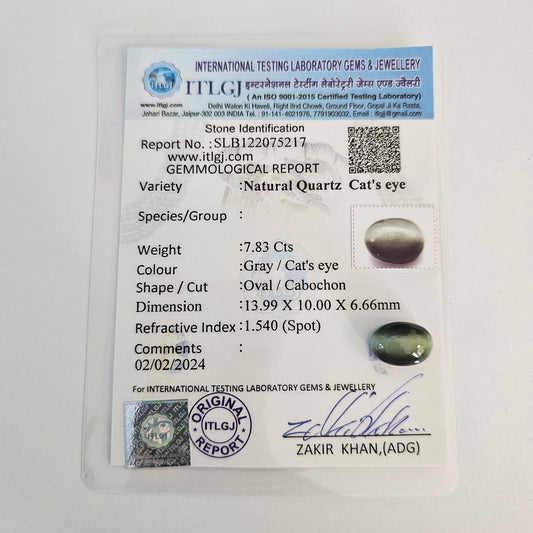 INTERNATIONAL TESTING LABORATORY GEMS & JEWELLERY
ITLGJ
ITLGJ इन्टरनेशनल टेस्टींग लेबोरेट्री जेम्स एण्ड ज्वैलरी
www.itlgj.com
( An ISO 9001-2015 Certified Testing Laboratory)
Delhi Walon Ki Haveli, Right IInd Chowk, Ground Floor, Gopal Ji Ka Rasta,
Johari Bazar, Jaipur-302 003 INDIA Tel.: 91-141-4021976, 7791903032, Email.: itlgj@gmail.com
Stone Identification
Report No. :SLB122075217
www.itlgj.com
GEMMOLOGICAL REPORT
Variety :Natural Quartz Cat's eye
Species/Group :
Weight :7.83 Cts
Colour :Gray / Cat's eye
Shape / Cut :Oval / Cabochon
Dimension :13.99 X 10.00 X 6.66mm
Refractive Index :1.540 (Spot)
Comments :
02/02/2024
For INTERNATIONAL TESTING LABORATORY GEMS & JEWELLERY
ITLGJ
ORIGINAL
ITLGJ
REPORT
ZAKIR KHAN,(ADG)